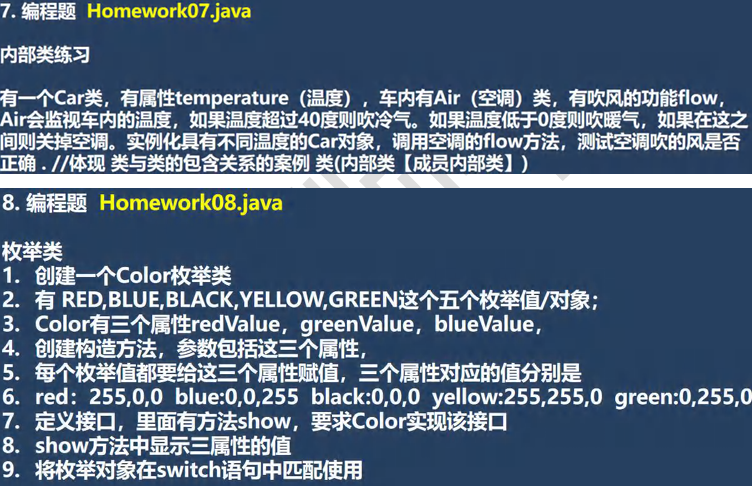 7. 编程题 Homework07.java
内部类练习
有一个Car类，有属性temperature（温度），车内有Air（空调）类，有吹风的功能flow，
Air会监视车内的温度，如果温度超过40度则吹冷气。如果温度低于0度则吹暖气，如果在这之
间则关掉空调。实例化具有不同温度的Car对象，调用空调的flow方法，测试空调吹的风是否
正确 . //体现 类与类的包含关系的案例 类(内部类【成员内部类】)
8. 编程题 Homework08.java
枚举类
1. 创建一个Color枚举类
2. 有 RED,BLUE,BLACK,YELLOW,GREEN这个五个枚举值/对象；
3. Color有三个属性redValue，greenValue，blueValue，
4. 创建构造方法，参数包括这三个属性，
5. 每个枚举值都要给这三个属性赋值，三个属性对应的值分别是
6. red：255,0,0 blue:0,0,255 black:0,0,0 yellow:255,255,0 green:0,255,0
7. 定义接口，里面有方法show，要求Color实现该接口
8. show方法中显示三属性的值
9. 将枚举对象在switch语句中匹配使用